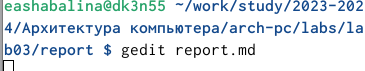 eashabalina@dk3n55 ~/work/study/2023-202
4/Архитектура компьютера/arch-pc/labs/la
b03/report $ gedit report.md